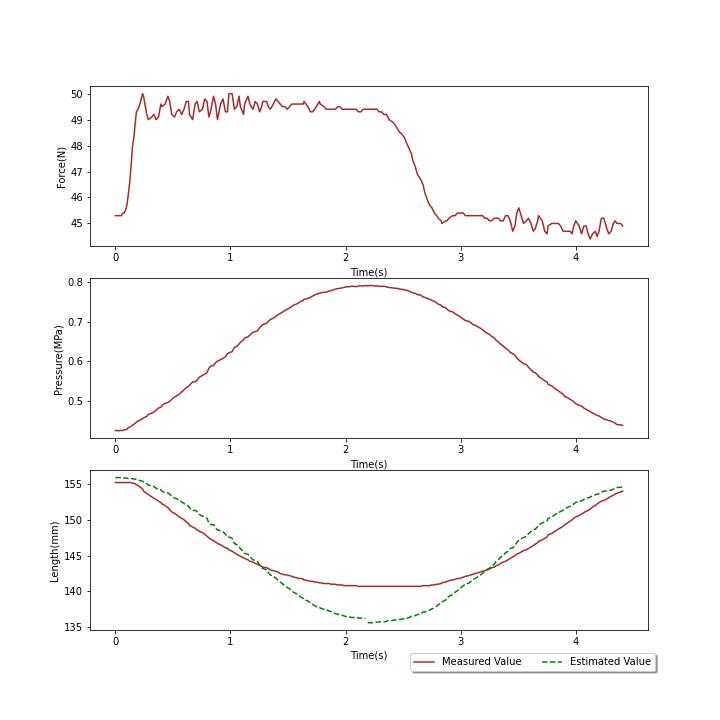 50
49
48
47
46
45
Force(N)
0 1 2 3 4
Time(s)
0.8
0.7
0.6
0.5
Pressure(MPa)
0 1 2 3 4
Time(s)
155
150
145
140
135
Length(mm)
0 1 2 3 4
Time(s)
Measured Value Estimated Value